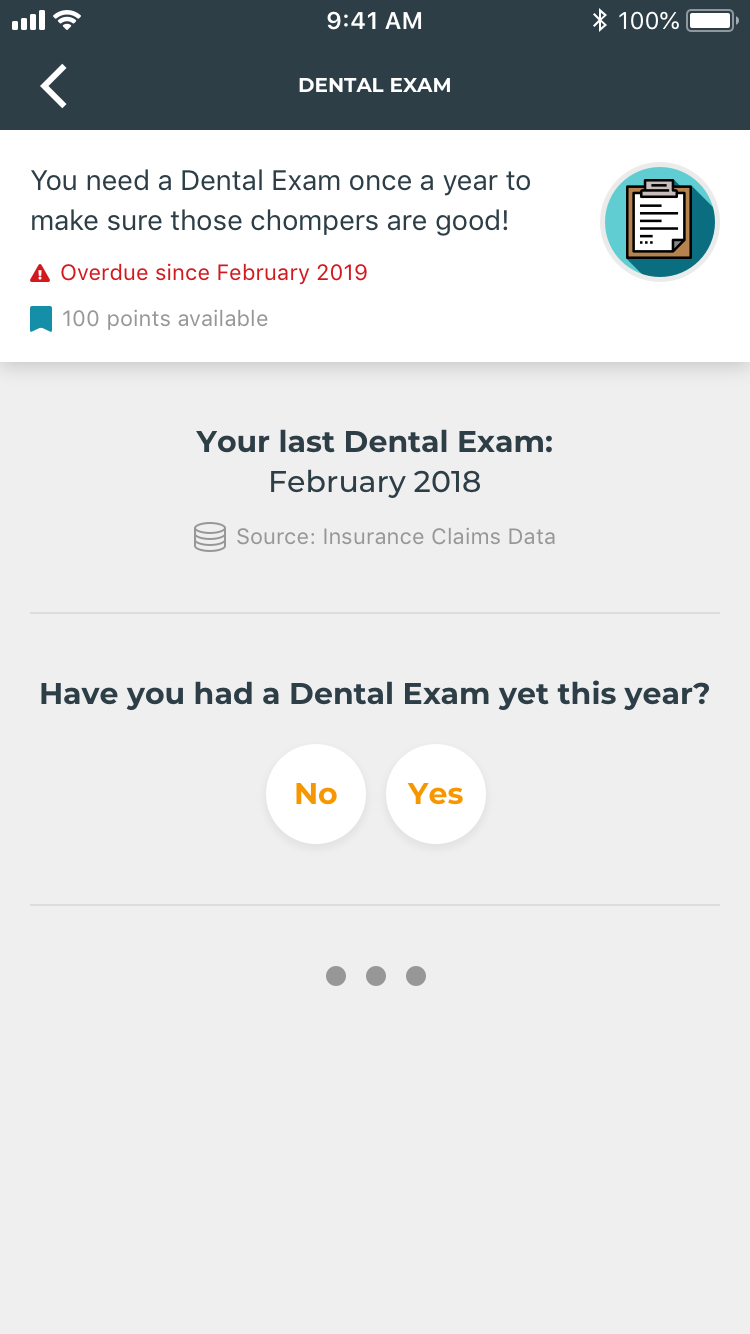 9:41 AM
100%
DENTAL EXAM
You need a Dental Exam once a year to
make sure those chompers are good!
Overdue since February 2019
100 points available
Your last Dental Exam:
February 2018
Source: Insurance Claims Data
Have you had a Dental Exam yet this year?
No
Yes